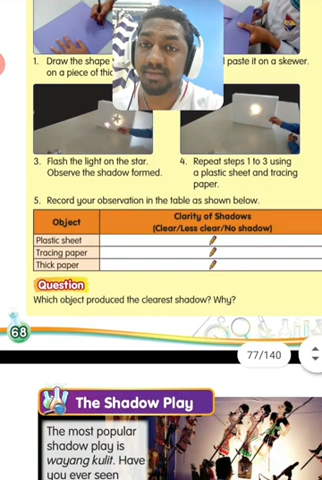 1. Draw the shape
on a piece of thic
paste it on a skewer.
3. Flash the light on the star.
Observe the shadow formed.
4. Repeat steps 1 to 3 using
a plastic sheet and tracing
paper.
5. Record your observation in the table as shown below.
Object
Clarity of Shadows
(Clear/Less clear/No shadow)
Plastic sheet
Tracing paper
Thick paper
Question
Which object produced the clearest shadow? Why?
68
77/140
The Shadow Play
The most popular
shadow play is
wayang kulit. Have
you ever seen